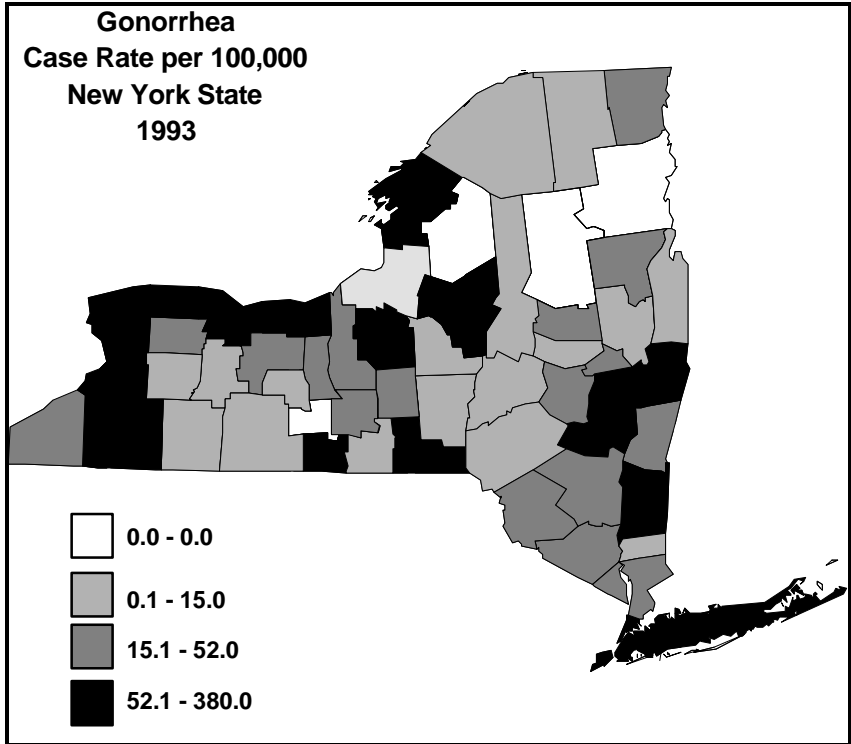 Gonorrhea
Case Rate per 100,000
New York State
1993
0.0 - 0.0
0.1 - 15.0
15.1 - 52.0
52.1 - 380.0